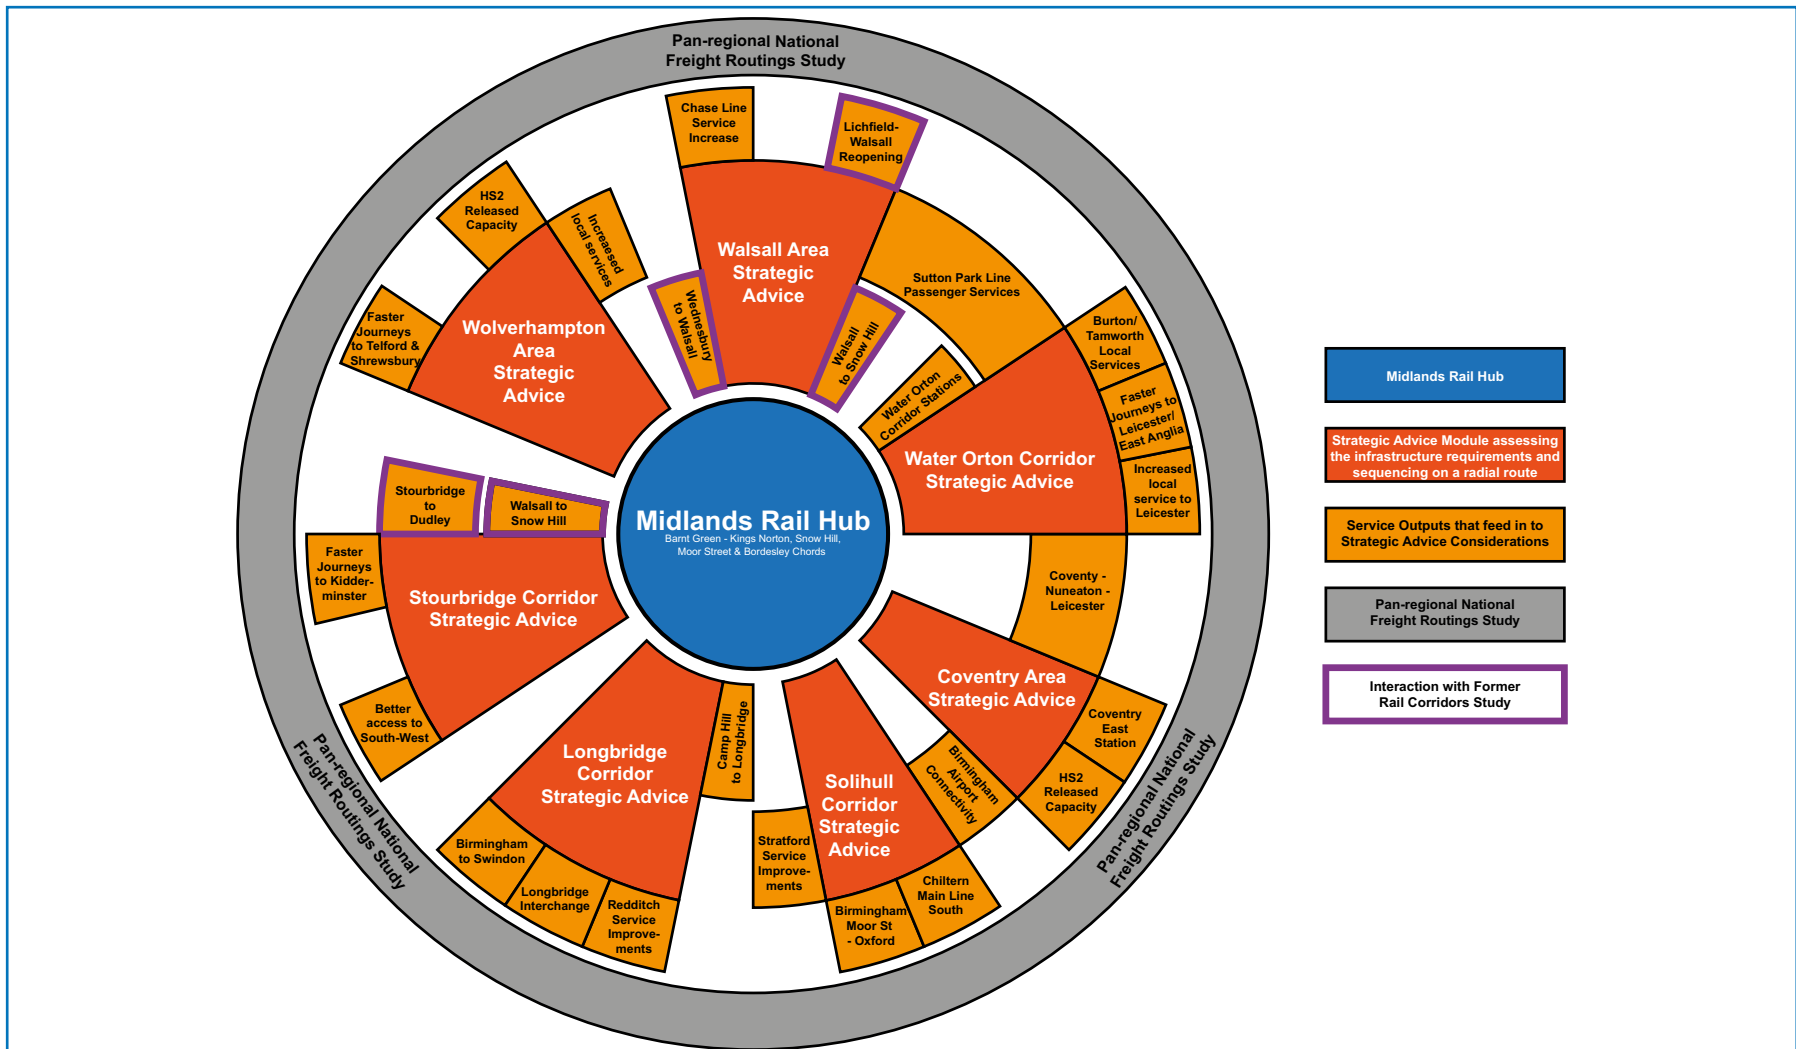 Pan-regional National
Freight Routings Study
Chase Line
Service
Increase
Lichfield-
Walsall
Reopening
HS2
Released
Capacity
Increaesed
local services
Walsall Area
Strategic
Advice
Sutton Park Line
Passenger Services
Faster
Journeys
to Telford &
Shrewsbury
Wolverhampton
Area
Strategic
Advice
Wednesbury
to Walsall
Walsall
to Snow Hill
Water Orton
Corridor Stations
Burton/
Tamworth
Local
Services
Faster
Journeys to
Leicester/
East Anglia
Water Orton Corridor
Strategic Advice
Increased
local
service to
Leicester
Stourbridge
to
Dudley
Walsall to
Snow Hill
Midlands Rail Hub
Barnt Green - Kings Norton, Snow Hill,
Moor Street & Bordesley Chords
Faster
Journeys
to Kidder-
minster
Stourbridge Corridor
Strategic Advice
Coventy -
Nuneaton -
Leicester
Better
access to
South-West
Coventry Area
Strategic Advice
Coventry
East
Station
HS2
Released
Capacity
Longbridge
Corridor
Strategic Advice
Camp Hill
to Longbridge
Solihull
Corridor
Strategic
Advice
Birmingham
Airport
Connectivity
Birmingham
to Swindon
Longbridge
Interchange
Redditch
Service
Improve-
ments
Stratford
Service
Improve-
ments
Birmingham
Moor St
- Oxford
Chiltern
Main Line
South
Pan-regional National
Freight Routings Study
Pan-regional National
Freight Routings Study
Midlands Rail Hub
Strategic Advice Module assessing
the infrastructure requirements and
sequencing on a radial route
Service Outputs that feed in to
Strategic Advice Considerations
Pan-regional National
Freight Routings Study
Interaction with Former
Rail Corridors Study